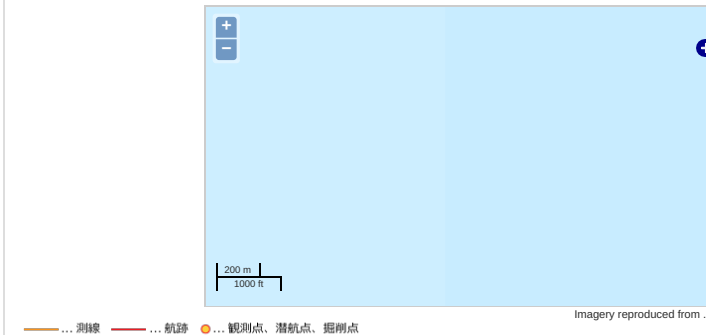 +
−
200 m
1000 ft
Imagery reproduced from .
... 測線 ... 航跡 ... 観測点、潜航点、掘削点